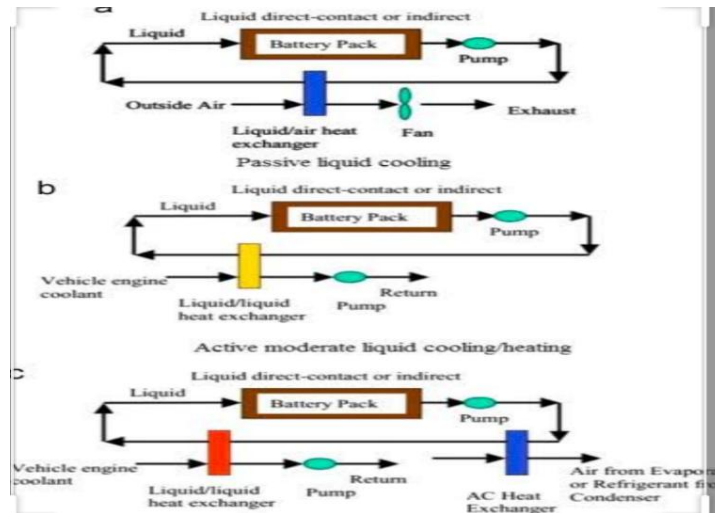 a
Liquid direct-contact or indirect
Liquid
Battery Pack
Pump
Outside Air
Exhaust
Liquid/air heat
exchanger
Fan
Passive liquid cooling
b
Liquid direct-contact or indirect
Liquid
Battery Pack
Pump
Vehicle engine
coolant
Liquid/liquid
heat exchanger
Pump
Return
Active moderate liquid cooling/heating
c
Liquid direct-contact or indirect
Liquid
Battery Pack
Pump
Vehicle engine
coolant
Liquid/liquid
heat exchanger
Pump
Return
AC Heat
Exchanger
Air from Evapor
or Refrigerant fro
Condenser